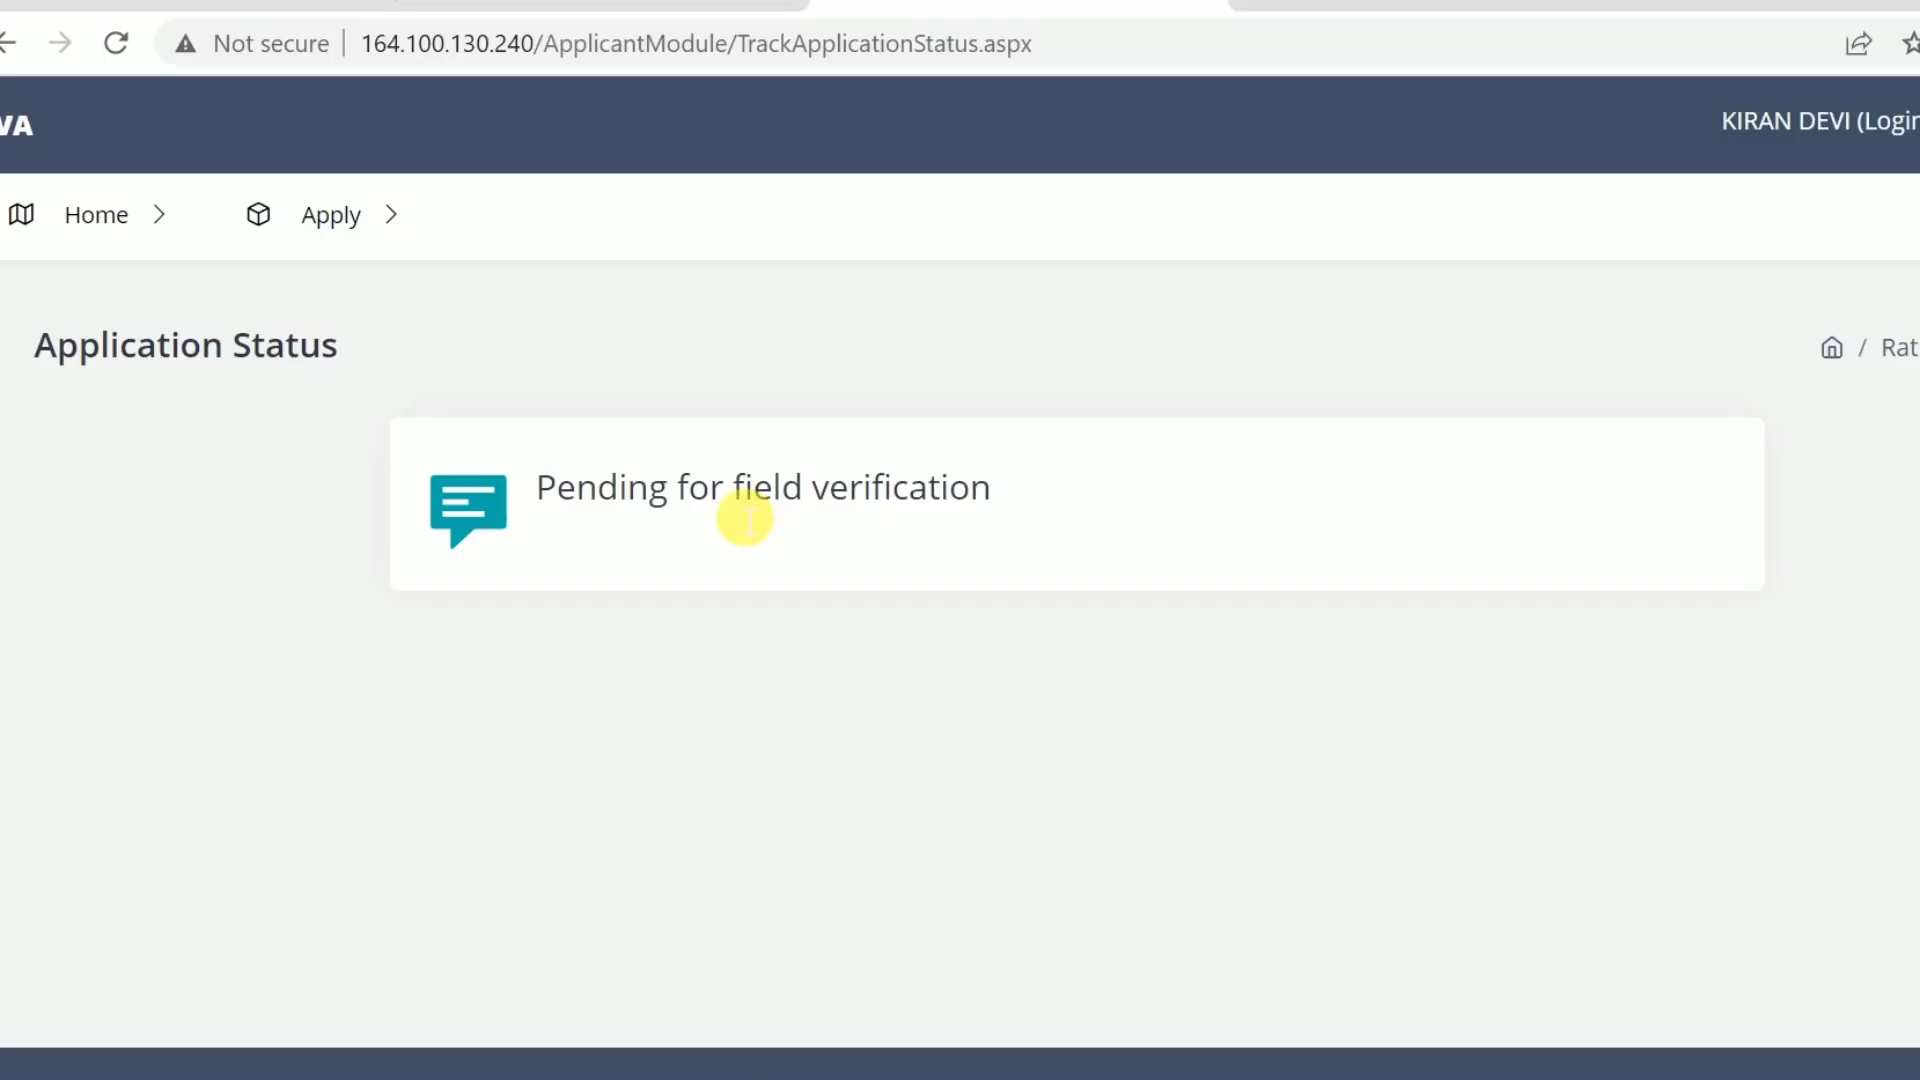 Not secure | 164.100.130.240/ApplicantModule/TrackApplicationStatus.aspx
VA
KIRAN DEVI (Login
Home
Apply
Application Status
/ Rat
Pending for field verification